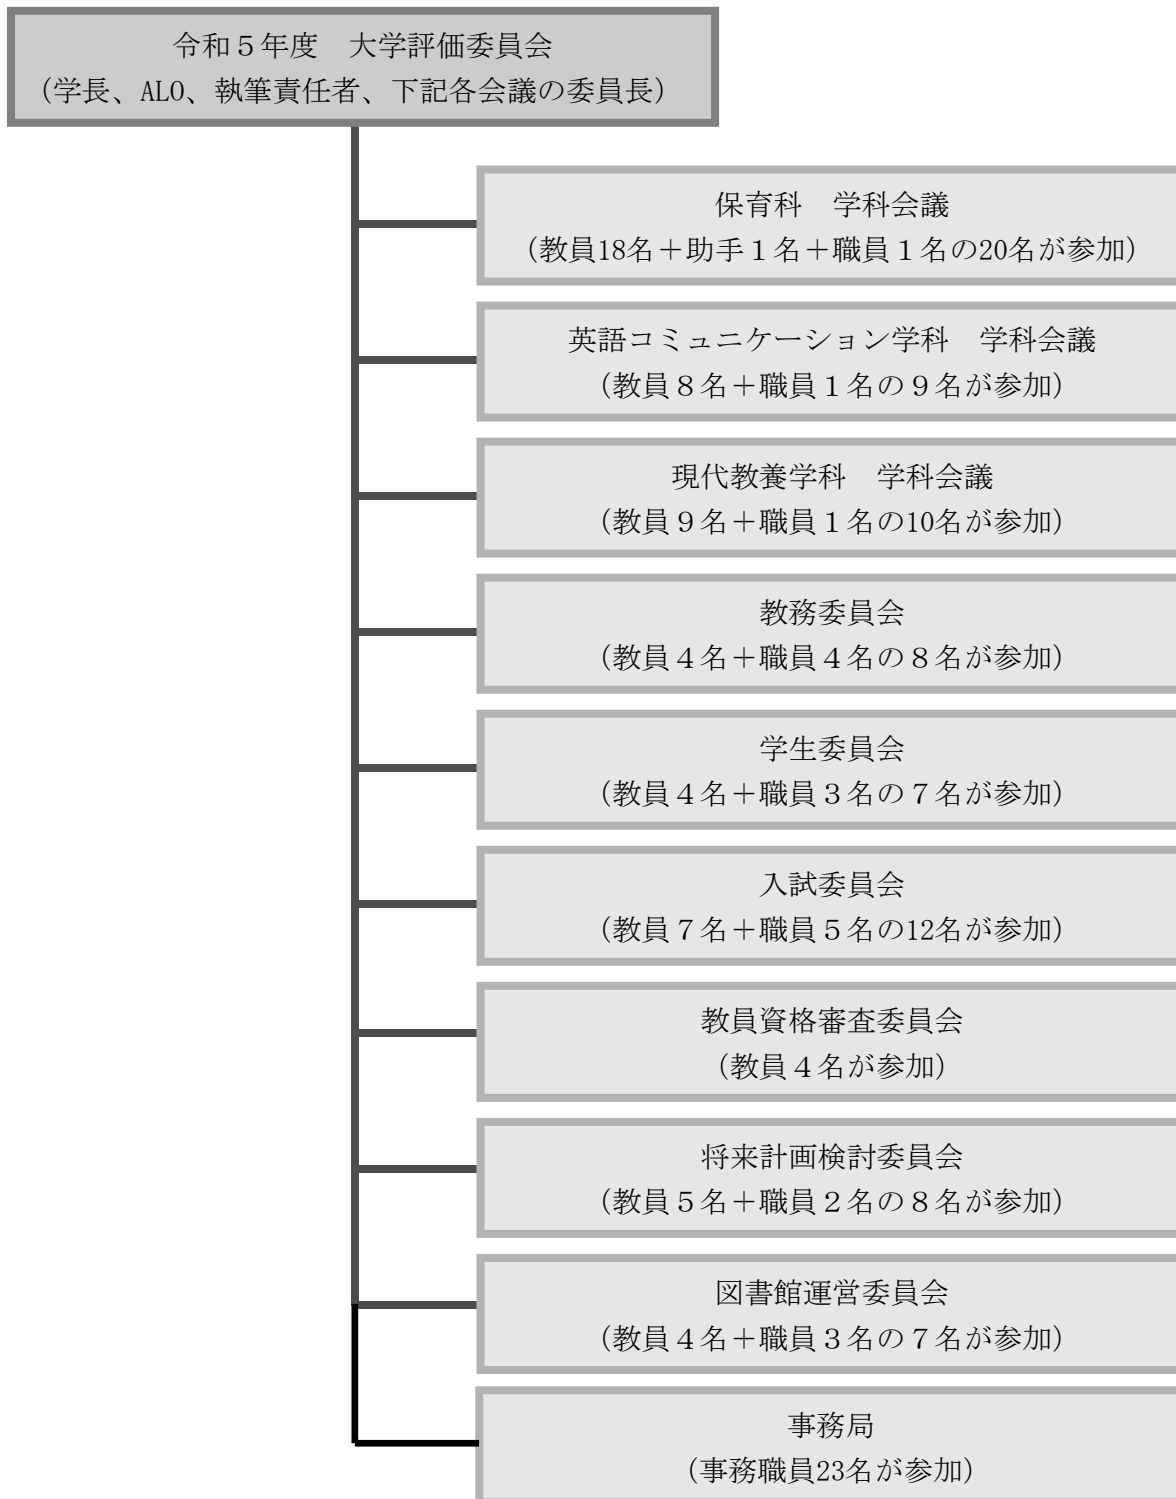 令和５年度　大学評価委員会
（学長、ALO、執筆責任者、下記各会議の委員長）
保育科　学科会議
（教員18名＋助手１名＋職員１名の20名が参加）
英語コミュニケーション学科　学科会議
（教員８名＋職員１名の９名が参加）
現代教養学科　学科会議
（教員９名＋職員１名の10名が参加）
教務委員会
（教員４名＋職員４名の８名が参加）
学生委員会
（教員４名＋職員３名の７名が参加）
入試委員会
（教員７名＋職員５名の12名が参加）
教員資格審査委員会
（教員４名が参加）
将来計画検討委員会
（教員５名＋職員２名の８名が参加）
図書館運営委員会
（教員４名＋職員３名の７名が参加）
事務局
（事務職員23名が参加）